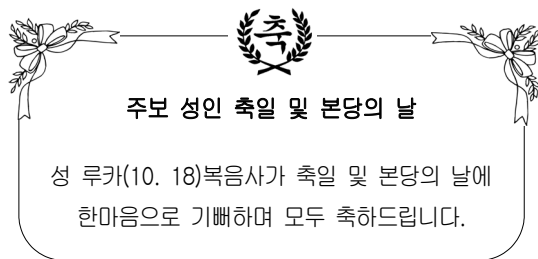 축
주보 성인 축일 및 본당의 날
성 루카(10. 18)복음사가 축일 및 본당의 날에
한마음으로 기뻐하며 모두 축하드립니다.